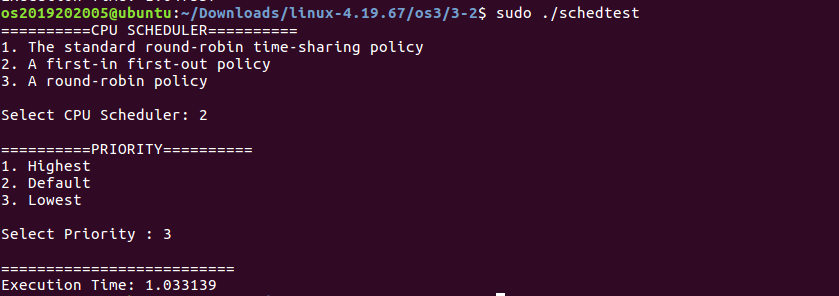 os2019202005@ubuntu:~/Downloads/linux-4.19.67/os3/3-2$ sudo ./schedtest
==========CPU SCHEDULER==========
1. The standard round-robin time-sharing policy
2. A first-in first-out policy
3. A round-robin policy
Select CPU Scheduler: 2
==========PRIORITY==========
1. Highest
2. Default
3. Lowest
Select Priority : 3
==========================
Execution Time: 1.033139